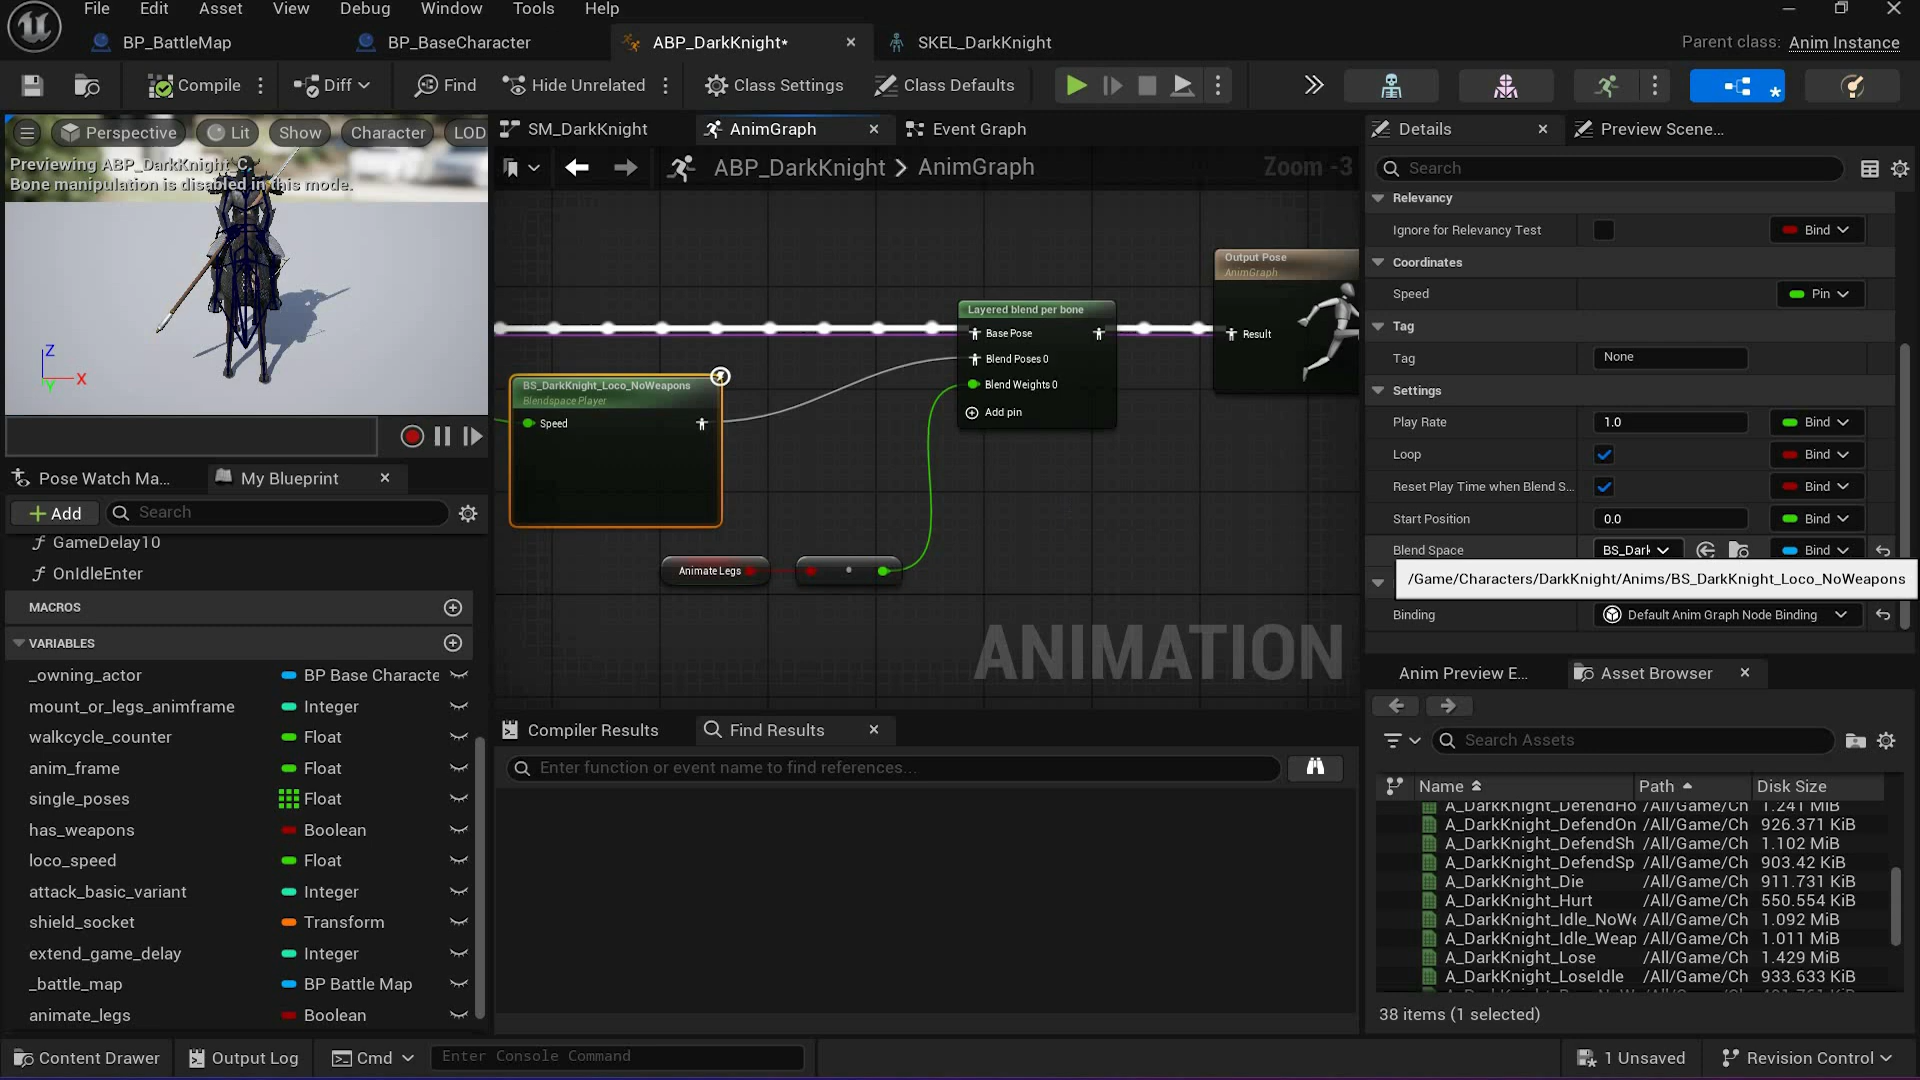 File Edit Asset View Debug Window Tools Help
BP_BattleMap BP_BaseCharacter ABP_DarkKnight* SKEL_DarkKnight Parent class: Anim Instance
Compile Diff Find Hide Unrelated Class Settings Class Defaults
Perspective Lit Show Character LOD
Previewing ABP_DarkKnight_C.
Bone manipulation is disabled in this mode.
Z
X
Y
SM_DarkKnight AnimGraph Event Graph
ABP_DarkKnight > AnimGraph Zoom -3
Output Pose
AnimGraph
Result
Layered blend per bone
Base Pose
Blend Poses 0
Blend Weights 0
Add pin
BS_DarkKnight_Loco_NoWeapons
Blendspace Player
Speed
Animate Legs
ANIMATION
Pose Watch Ma... My Blueprint
Add Search
GameDelay10
OnIdleEnter
MACROS
VARIABLES
_owning_actor BP Base Characte
mount_or_legs_animframe Integer
walkcycle_counter Float
anim_frame Float
single_poses Float
has_weapons Boolean
loco_speed Float
attack_basic_variant Integer
shield_socket Transform
extend_game_delay Integer
_battle_map BP Battle Map
animate_legs Boolean
Compiler Results Find Results
Enter function or event name to find references...
Details Preview Scene...
Search
Relevancy
Ignore for Relevancy Test Bind
Coordinates
Speed Pin
Tag
Tag None
Settings
Play Rate 1.0 Bind
Loop Bind
Reset Play Time when Blend S... Bind
Start Position 0.0 Bind
Blend Space BS_Dark Bind
/Game/Characters/DarkKnight/Anims/BS_DarkKnight_Loco_NoWeapons
Binding Default Anim Graph Node Binding
Anim Preview E... Asset Browser
Search Assets
Name Path Disk Size
A_DarkKnight_DefendHo /All/Game/Ch 1.241 MiB
A_DarkKnight_DefendOn /All/Game/Ch 926.371 KiB
A_DarkKnight_DefendSh /All/Game/Ch 1.102 MiB
A_DarkKnight_DefendSp /All/Game/Ch 903.42 KiB
A_DarkKnight_Die /All/Game/Ch 911.731 KiB
A_DarkKnight_Hurt /All/Game/Ch 550.554 KiB
A_DarkKnight_Idle_NoWe /All/Game/Ch 1.092 MiB
A_DarkKnight_Idle_Weap /All/Game/Ch 1.011 MiB
A_DarkKnight_Lose /All/Game/Ch 1.429 MiB
A_DarkKnight_LoseIdle /All/Game/Ch 933.633 KiB
38 items (1 selected)
Content Drawer Output Log Cmd Enter Console Command 1 Unsaved Revision Control